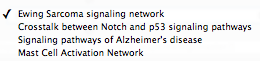 ✓ Ewing Sarcoma signaling network
Crosstalk between Notch and p53 signaling pathways
Signaling pathways of Alzheimer's disease
Mast Cell Activation Network